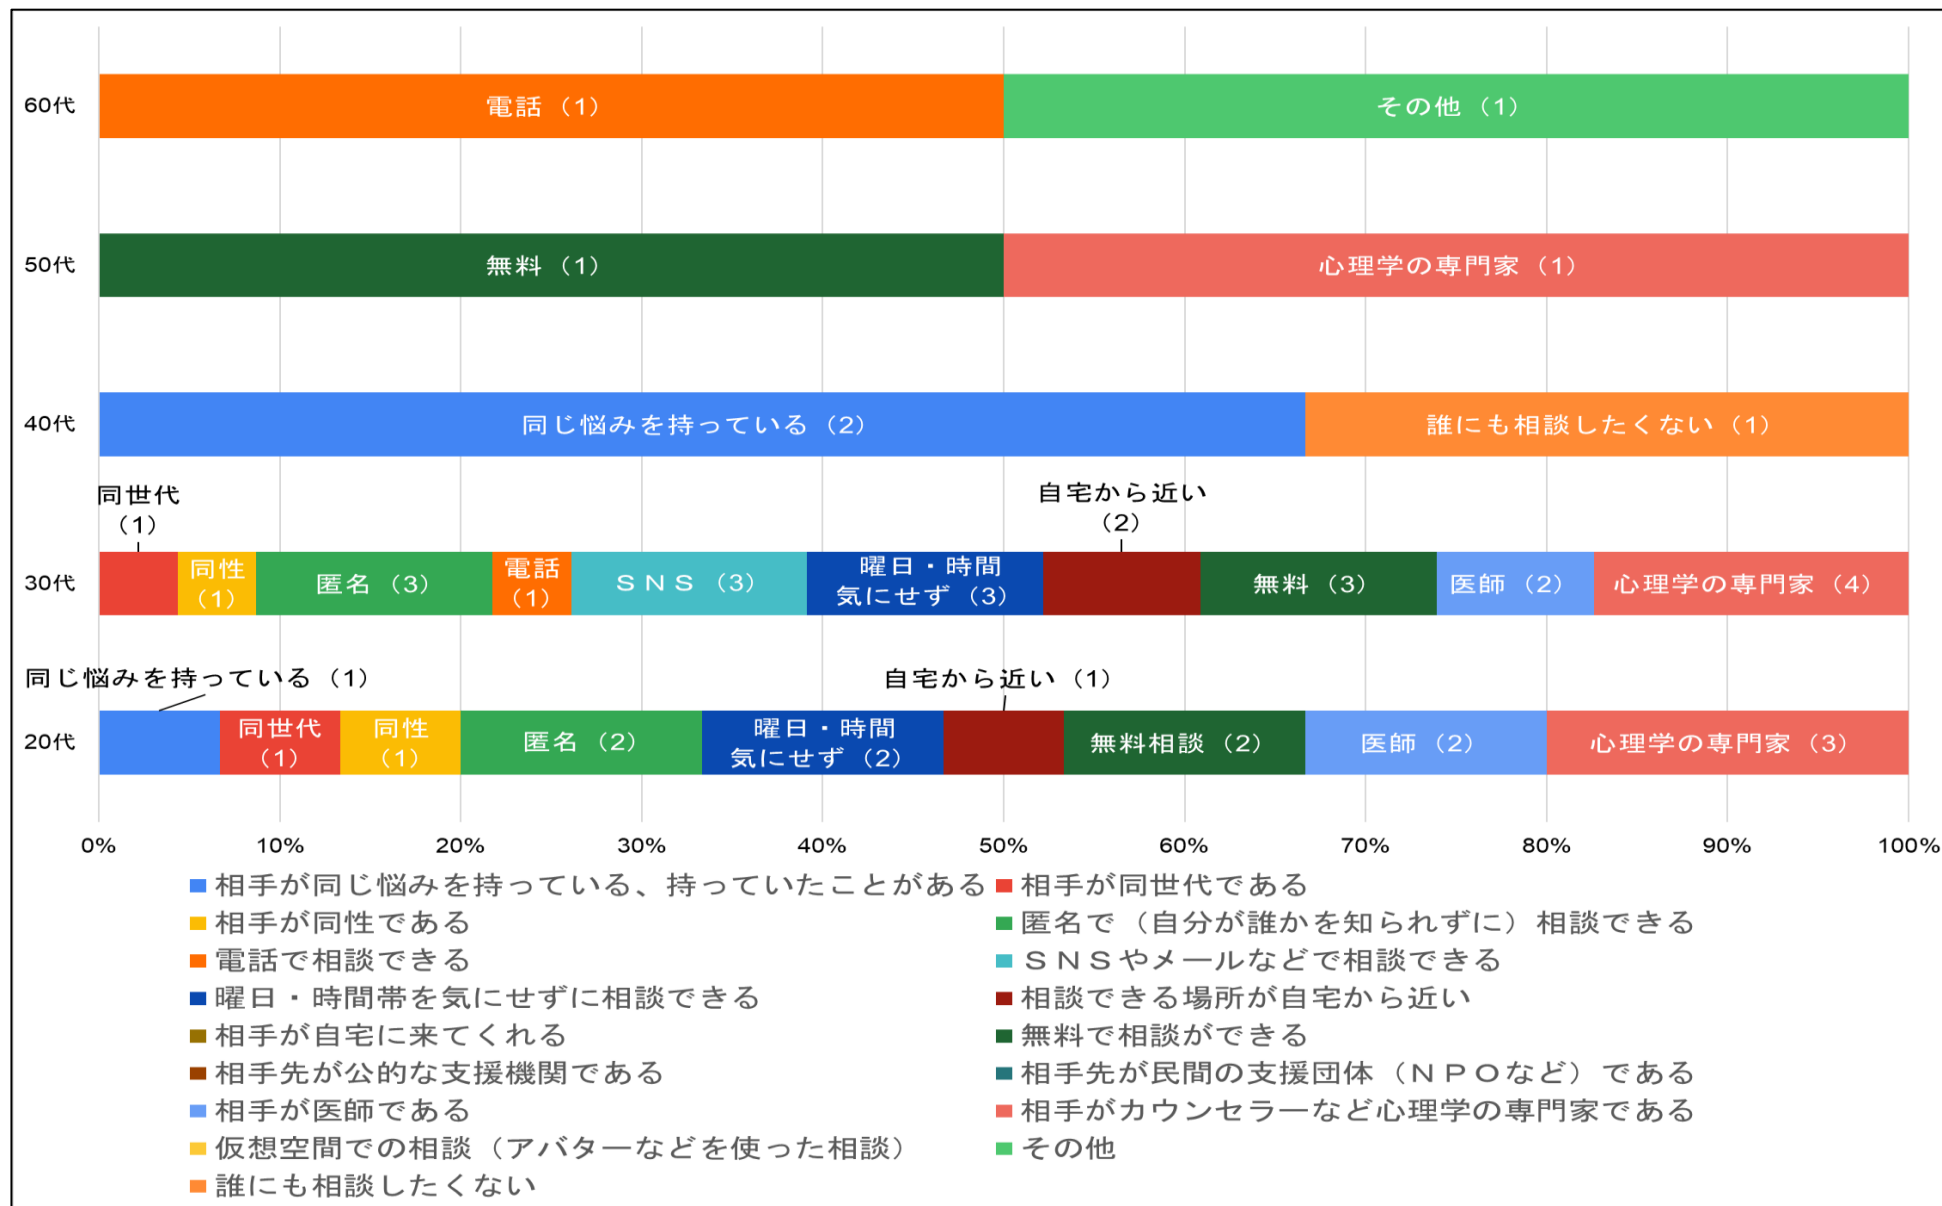 60代
電話（1）
その他（1）
50代
無料（1）
心理学の専門家（1）
40代
同じ悩みを持っている（2）
誰にも相談したくない（1）
同世代
（1）
自宅から近い
（2）
30代
同性
（1）
匿名（3）
電話
（1）
ＳＮＳ（3）
曜日・時間
気にせず（3）
無料（3）
医師（2）
心理学の専門家（4）
同じ悩みを持っている（1）
自宅から近い（1）
20代
同世代
（1）
同性
（1）
匿名（2）
曜日・時間
気にせず（2）
無料相談（2）
医師（2）
心理学の専門家（3）
0% 10% 20% 30% 40% 50% 60% 70% 80% 90% 100%
相手が同じ悩みを持っている、持っていたことがある
相手が同世代である
相手が同性である
匿名で（自分が誰かを知られずに）相談できる
電話で相談できる
ＳＮＳやメールなどで相談できる
曜日・時間帯を気にせずに相談できる
相談できる場所が自宅から近い
相手が自宅に来てくれる
無料で相談ができる
相手先が公的な支援機関である
相手先が民間の支援団体（ＮＰＯなど）である
相手が医師である
相手がカウンセラーなど心理学の専門家である
仮想空間での相談（アバターなどを使った相談）
その他
誰にも相談したくない